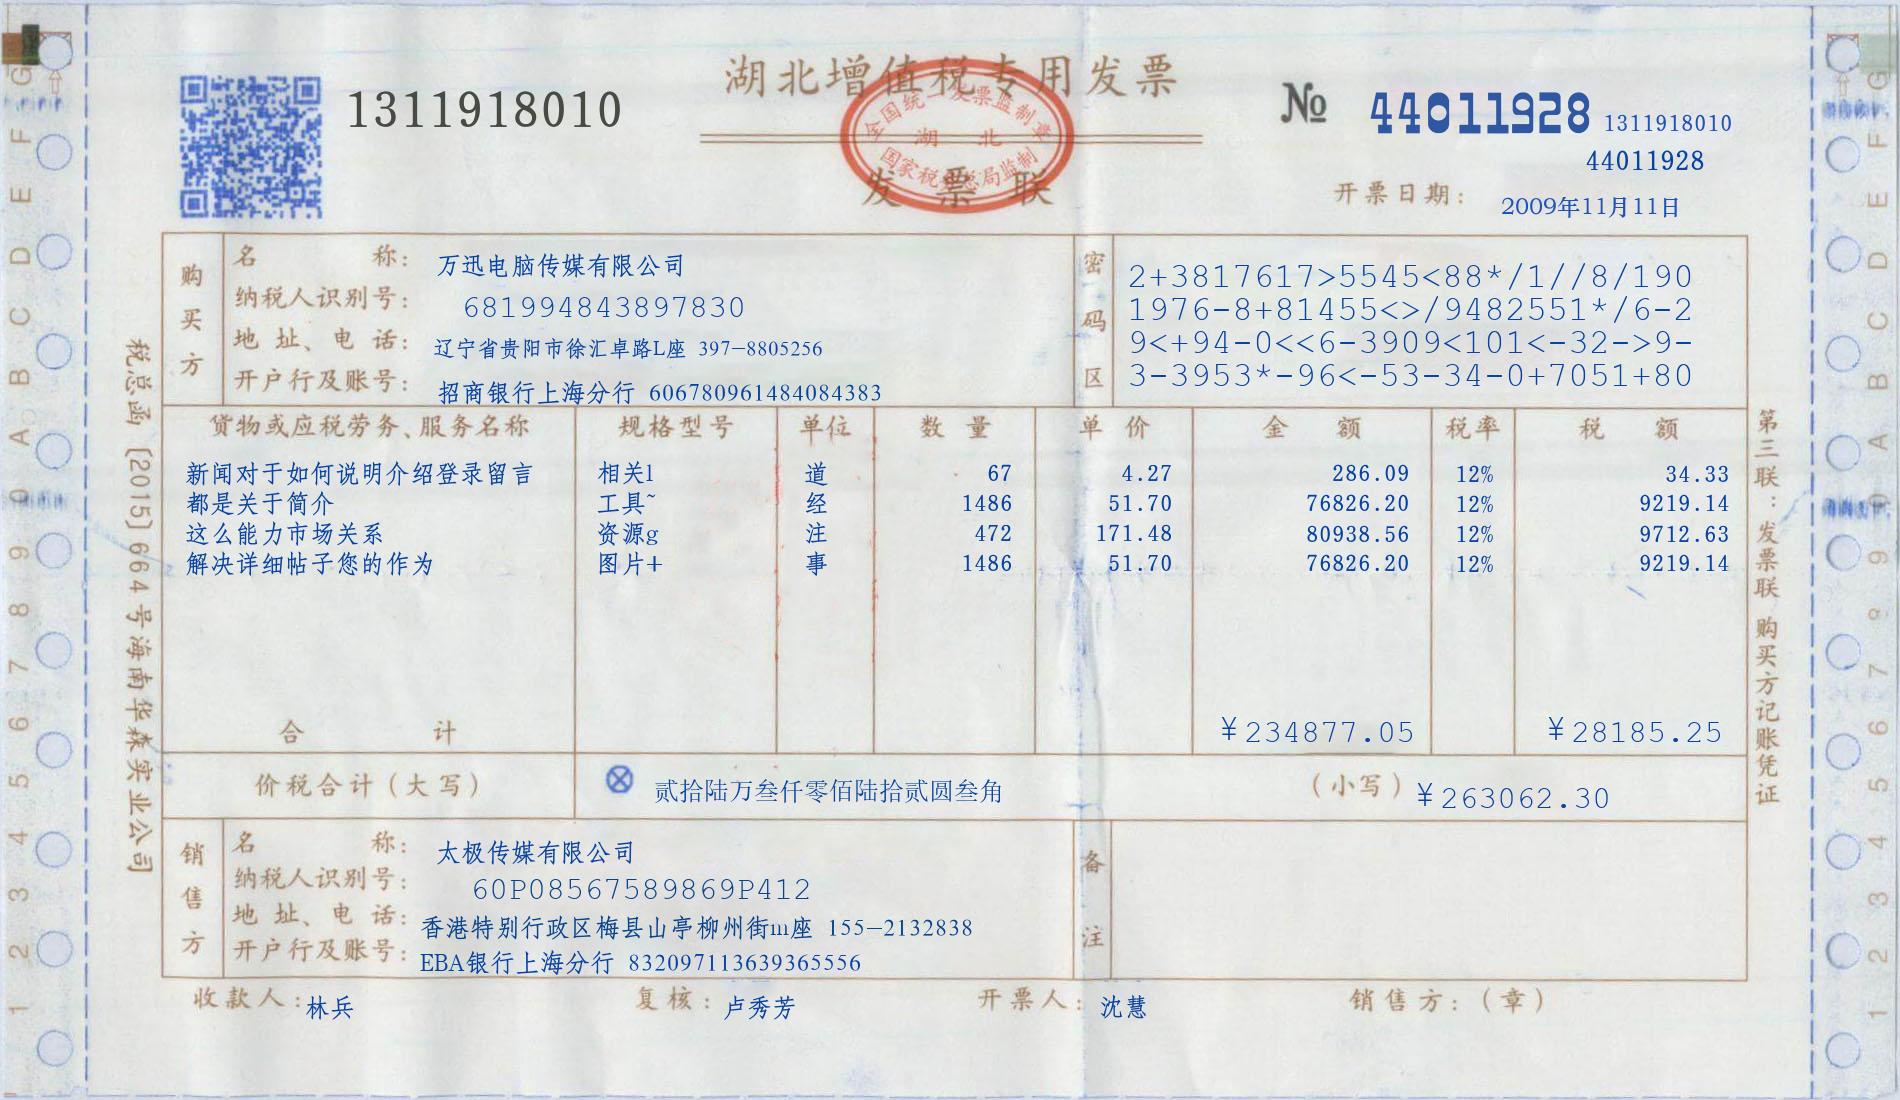 湖北增值税专用发票
1311918010
No 44011928 1311918010
44011928
全国统一发票监制章
湖 北
国家税务总局监制
发票联
开票日期: 2009年11月11日
购买方
名 称: 万迅电脑传媒有限公司
纳税人识别号: 681994843897830
地址、电话: 辽宁省贵阳市徐汇卓路L座 397-8805256
开户行及账号: 招商银行上海分行 606780961484084383
密码区
2+3817617>5545<88*/1//8/190
1976-8+81455<>/9482551*/6-2
9<+94-0<<6-3909<101<-32->9-
3-3953*-96<-53-34-0+7051+80
货物或应税劳务、服务名称 规格型号 单位 数量 单价 金额 税率 税额
新闻对于如何说明介绍登录留言 相关l 道 67 4.27 286.09 12% 34.33
都是关于简介 工具~ 经 1486 51.70 76826.20 12% 9219.14
这么能力市场关系 资源g 注 472 171.48 80938.56 12% 9712.63
解决详细帖子您的作为 图片+ 事 1486 51.70 76826.20 12% 9219.14
合 计 ¥234877.05 ¥28185.25
价税合计(大写) ⊗ 贰拾陆万叁仟零佰陆拾贰圆叁角 (小写) ¥263062.30
销售方
名 称: 太极传媒有限公司
纳税人识别号: 60P08567589869P412
地址、电话: 香港特别行政区梅县山亭柳州街m座 155-2132838
开户行及账号: EBA银行上海分行 832097113639365556
备注
收款人: 林兵 复核: 卢秀芳 开票人: 沈慧 销售方:(章)
税总函[2015]664号海南华森实业公司
第三联:发票联 购买方记账凭证
G F E D C B A 0 9 8 7 6 5 4 3 2 1
G F E D C B A 0 9 8 7 6 5 4 3 2 1